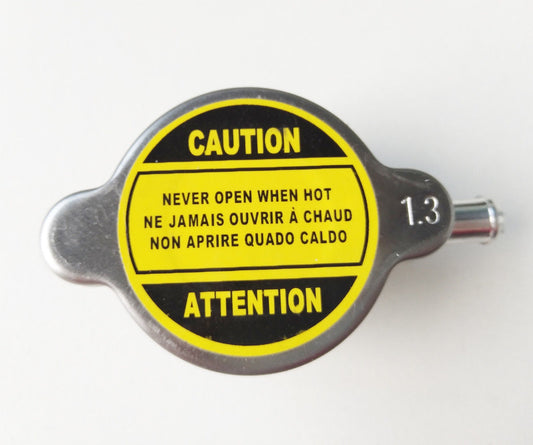 CAUTION
NEVER OPEN WHEN HOT
NE JAMAIS OUVRIR À CHAUD
NON APRIRE QUADO CALDO
ATTENTION
1.3